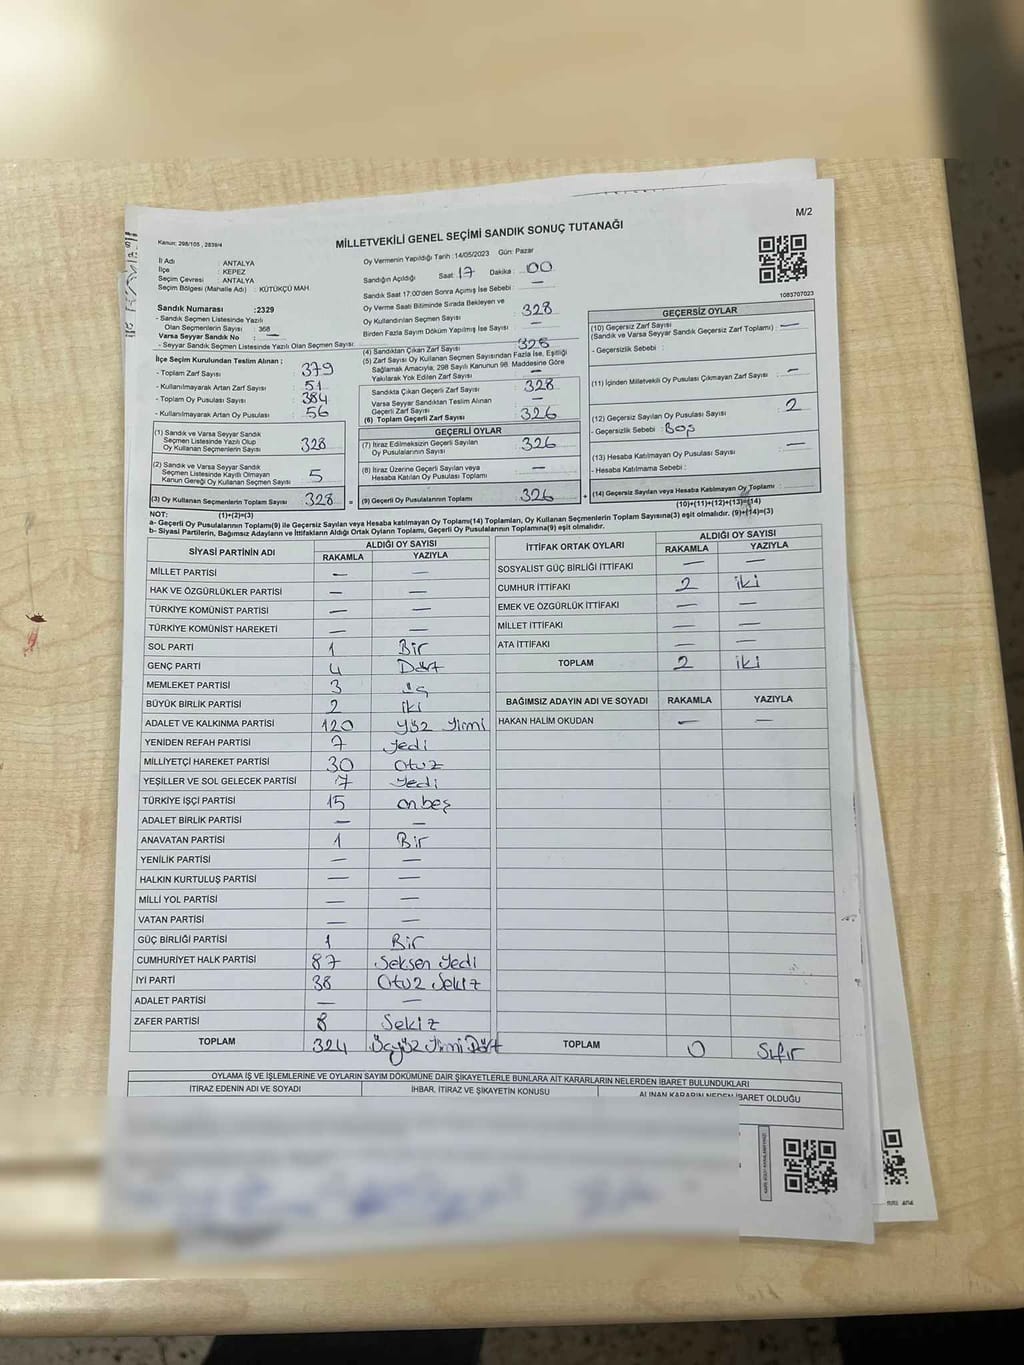 M/2
Kanun: 298/105 , 2839/4
MİLLETVEKİLİ GENEL SEÇİMİ SANDIK SONUÇ TUTANAĞI
İl Adı : ANTALYA
İlçe : KEPEZ
Seçim Çevresi : ANTALYA
Seçim Bölgesi (Mahalle Adı) : KÜTÜKÇÜ MAH.
Oy Vermenin Yapıldığı Tarih :14/05/2023 Gün: Pazar
Sandığın Açıldığı Saat : 17 Dakika : 00
Sandık Saat 17:00'den Sonra Açımış İse Sebebi : —
Oy Verme Saati Bitiminde Sırada Bekleyen ve
Oy Kullandırılan Seçmen Sayısı : 328
Birden Fazla Sayım Döküm Yapılmış İse Sayısı : —
1083707023
Sandık Numarası :2329
- Sandık Seçmen Listesinde Yazılı
Olan Seçmenlerin Sayısı : 368
Varsa Seyyar Sandık No : —
- Seyyar Sandık Seçmen Listesinde Yazılı Olan Seçmen Sayısı:
İlçe Seçim Kurulundan Teslim Alınan :
- Toplam Zarf Sayısı : 379
- Kullanılmayarak Artan Zarf Sayısı : 51
- Toplam Oy Pusulası : 384
- Kullanılmayarak Artan Oy Pusulası : 56
(1) Sandık ve Varsa Seyyar Sandık
Seçmen Listesinde Yazılı Olup
Oy Kullanan Seçmenlerin Sayısı : 328
(2) Sandık ve Varsa Seyyar Sandık
Seçmen Listesinde Kayıtlı Olmayan
Kanun Gereği Oy Kullanan Seçmen Sayısı : 5
(3) Oy Kullanan Seçmenlerin Toplam Sayısı : 328 =
(1)+(2)=(3)
(4) Sandıktan Çıkan Zarf Sayısı : 328
(5) Zarf Sayısı Oy Kullanan Seçmen Sayısından Fazla İse, Eşitliği
Sağlamak Amacıyla; 298 Sayılı Kanunun 98. Maddesine Göre
Yakılarak Yok Edilen Zarf Sayısı : —
Sandıkta Çıkan Geçerli Zarf Sayısı : 328
Varsa Seyyar Sandıktan Teslim Alınan
Geçerli Zarf Sayısı : —
(6) Toplam Geçerli Zarf Sayısı : 326
GEÇERLİ OYLAR
(7) İtiraz Edilmeksizin Geçerli Sayılan
Oy Pusulalarının Sayısı : 326
(8) İtiraz Üzerine Geçerli Sayılan veya
Hesaba Katılan Oy Pusulası Toplamı : —
(9) Geçerli Oy Pusulalarının Toplamı : 326 +
GEÇERSİZ OYLAR
(10) Geçersiz Zarf Sayısı : —
(Sandık ve Varsa Seyyar Sandık Geçersiz Zarf Toplamı)
- Geçersizlik Sebebi :
(11) İçinden Milletvekili Oy Pusulası Çıkmayan Zarf Sayısı : —
(12) Geçersiz Sayılan Oy Pusulası Sayısı : 2
- Geçersizlik Sebebi : Boş
(13) Hesaba Katılmayan Oy Pusulası Sayısı : —
- Hesaba Katılmama Sebebi :
(14) Geçersiz Sayılan veya Hesaba Katılmayan Oy Toplamı :
(10)+(11)+(12)+(13)=(14)
NOT:
a- Geçerli Oy Pusulalarının Toplamı(9) ile Geçersiz Sayılan veya Hesaba katılmayan Oy Toplamı(14) Toplamları, Oy Kullanan Seçmenlerin Toplam Sayısına(3) eşit olmalıdır. (9)+(14)=(3)
b- Siyasi Partilerin, Bağımsız Adayların ve İttifakların Aldığı Ortak Oyların Toplamı, Geçerli Oy Pusulalarının Toplamına(9) eşit olmalıdır.
SİYASİ PARTİNİN ADI ALDIĞI OY SAYISI
RAKAMLA YAZIYLA
MİLLET PARTİSİ — —
HAK VE ÖZGÜRLÜKLER PARTİSİ — —
TÜRKİYE KOMÜNİST PARTİSİ — —
TÜRKİYE KOMÜNİST HAREKETİ — —
SOL PARTİ 1 Bir
GENÇ PARTİ 4 Dört
MEMLEKET PARTİSİ 3 üç
BÜYÜK BİRLİK PARTİSİ 2 iki
ADALET VE KALKINMA PARTİSİ 120 Yüz Yirmi
YENİDEN REFAH PARTİSİ 7 Yedi
MİLLİYETÇİ HAREKET PARTİSİ 30 Otuz
YEŞİLLER VE SOL GELECEK PARTİSİ 7 Yedi
TÜRKİYE İŞÇİ PARTİSİ 15 onbeş
ADALET BİRLİK PARTİSİ — —
ANAVATAN PARTİSİ 1 Bir
YENİLİK PARTİSİ — —
HALKIN KURTULUŞ PARTİSİ — —
MİLLİ YOL PARTİSİ — —
VATAN PARTİSİ — —
GÜÇ BİRLİĞİ PARTİSİ 1 Bir
CUMHURİYET HALK PARTİSİ 87 Seksen Yedi
İYİ PARTİ 38 Otuz Sekiz
ADALET PARTİSİ — —
ZAFER PARTİSİ 8 Sekiz
TOPLAM 324 Üçyüz Yirmi Dört
İTTİFAK ORTAK OYLARI ALDIĞI OY SAYISI
RAKAMLA YAZIYLA
SOSYALİST GÜÇ BİRLİĞİ İTTİFAKI — —
CUMHUR İTTİFAKI 2 iki
EMEK VE ÖZGÜRLÜK İTTİFAKI — —
MİLLET İTTİFAKI — —
ATA İTTİFAKI — —
TOPLAM 2 iki
BAĞIMSIZ ADAYIN ADI VE SOYADI RAKAMLA YAZIYLA
HAKAN HALİM OKUDAN — —
TOPLAM 0 Sıfır
OYLAMA İŞ VE İŞLEMLERİNE VE OYLARIN SAYIM DÖKÜMÜNE DAİR ŞİKAYETLERLE BUNLARA AİT KARARLARIN NELERDEN İBARET BULUNDUKLARI
İTİRAZ EDENİN ADI VE SOYADI İHBAR, İTİRAZ VE ŞİKAYETİN KONUSU ALINAN KARARIN NEDEN İBARET OLDUĞU